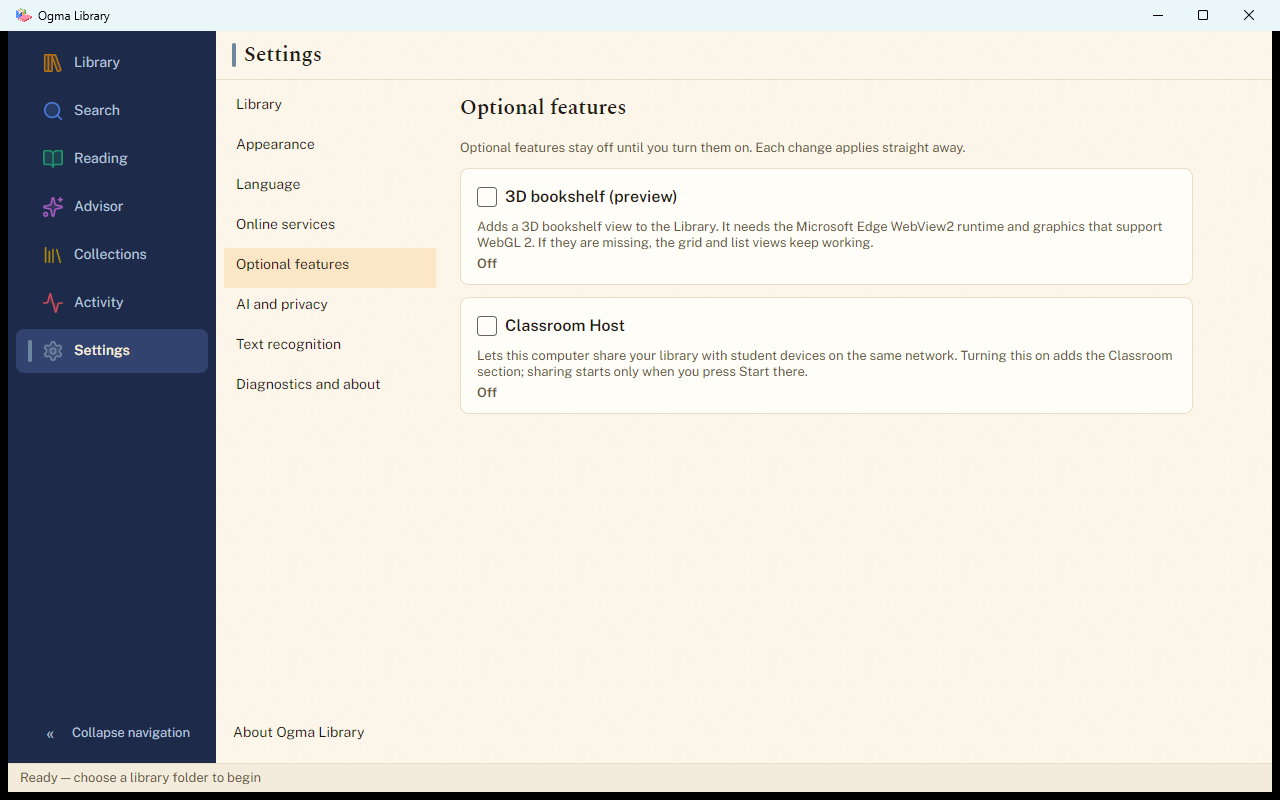 Ogma Library
Library
Search
Reading
Advisor
Collections
Activity
Settings
« Collapse navigation
Settings
Library
Appearance
Language
Online services
Optional features
AI and privacy
Text recognition
Diagnostics and about
About Ogma Library
Optional features
Optional features stay off until you turn them on. Each change applies straight away.
3D bookshelf (preview)
Adds a 3D bookshelf view to the Library. It needs the Microsoft Edge WebView2 runtime and graphics that support
WebGL 2. If they are missing, the grid and list views keep working.
Off
Classroom Host
Lets this computer share your library with student devices on the same network. Turning this on adds the Classroom
section; sharing starts only when you press Start there.
Off
Ready — choose a library folder to begin